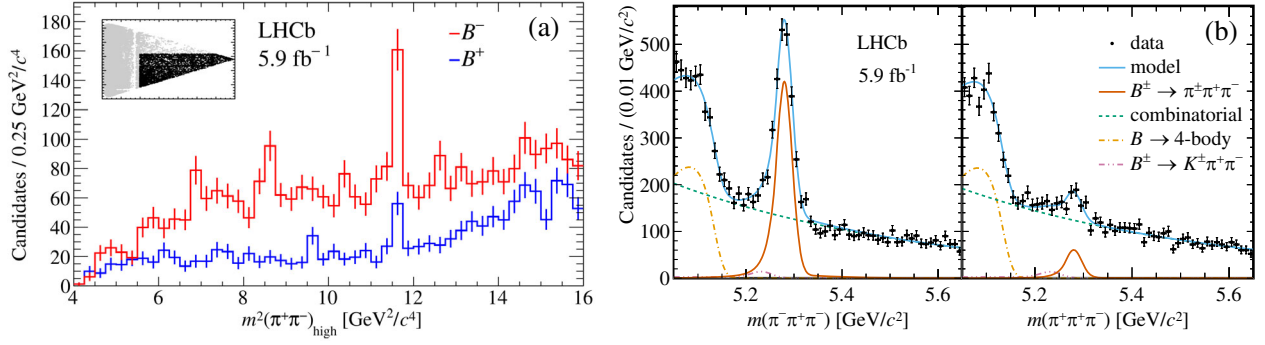 180
160
140
120
100
80
60
40
20
0
Candidates / 0.25 GeV²/c⁴
LHCb
5.9 fb⁻¹
B⁻
B⁺
(a)
4 6 8 10 12 14 16
m²(π⁺π⁻)high [GeV²/c⁴]
500
400
300
200
100
0
Candidates / (0.01 GeV/c²)
LHCb
5.9 fb⁻¹
(b)
data
model
B± → π±π⁺π⁻
combinatorial
B → 4-body
B± → K±π⁺π⁻
5.2 5.4 5.6
5.2 5.4 5.6
m(π⁻π⁺π⁻) [GeV/c²]
m(π⁺π⁺π⁻) [GeV/c²]